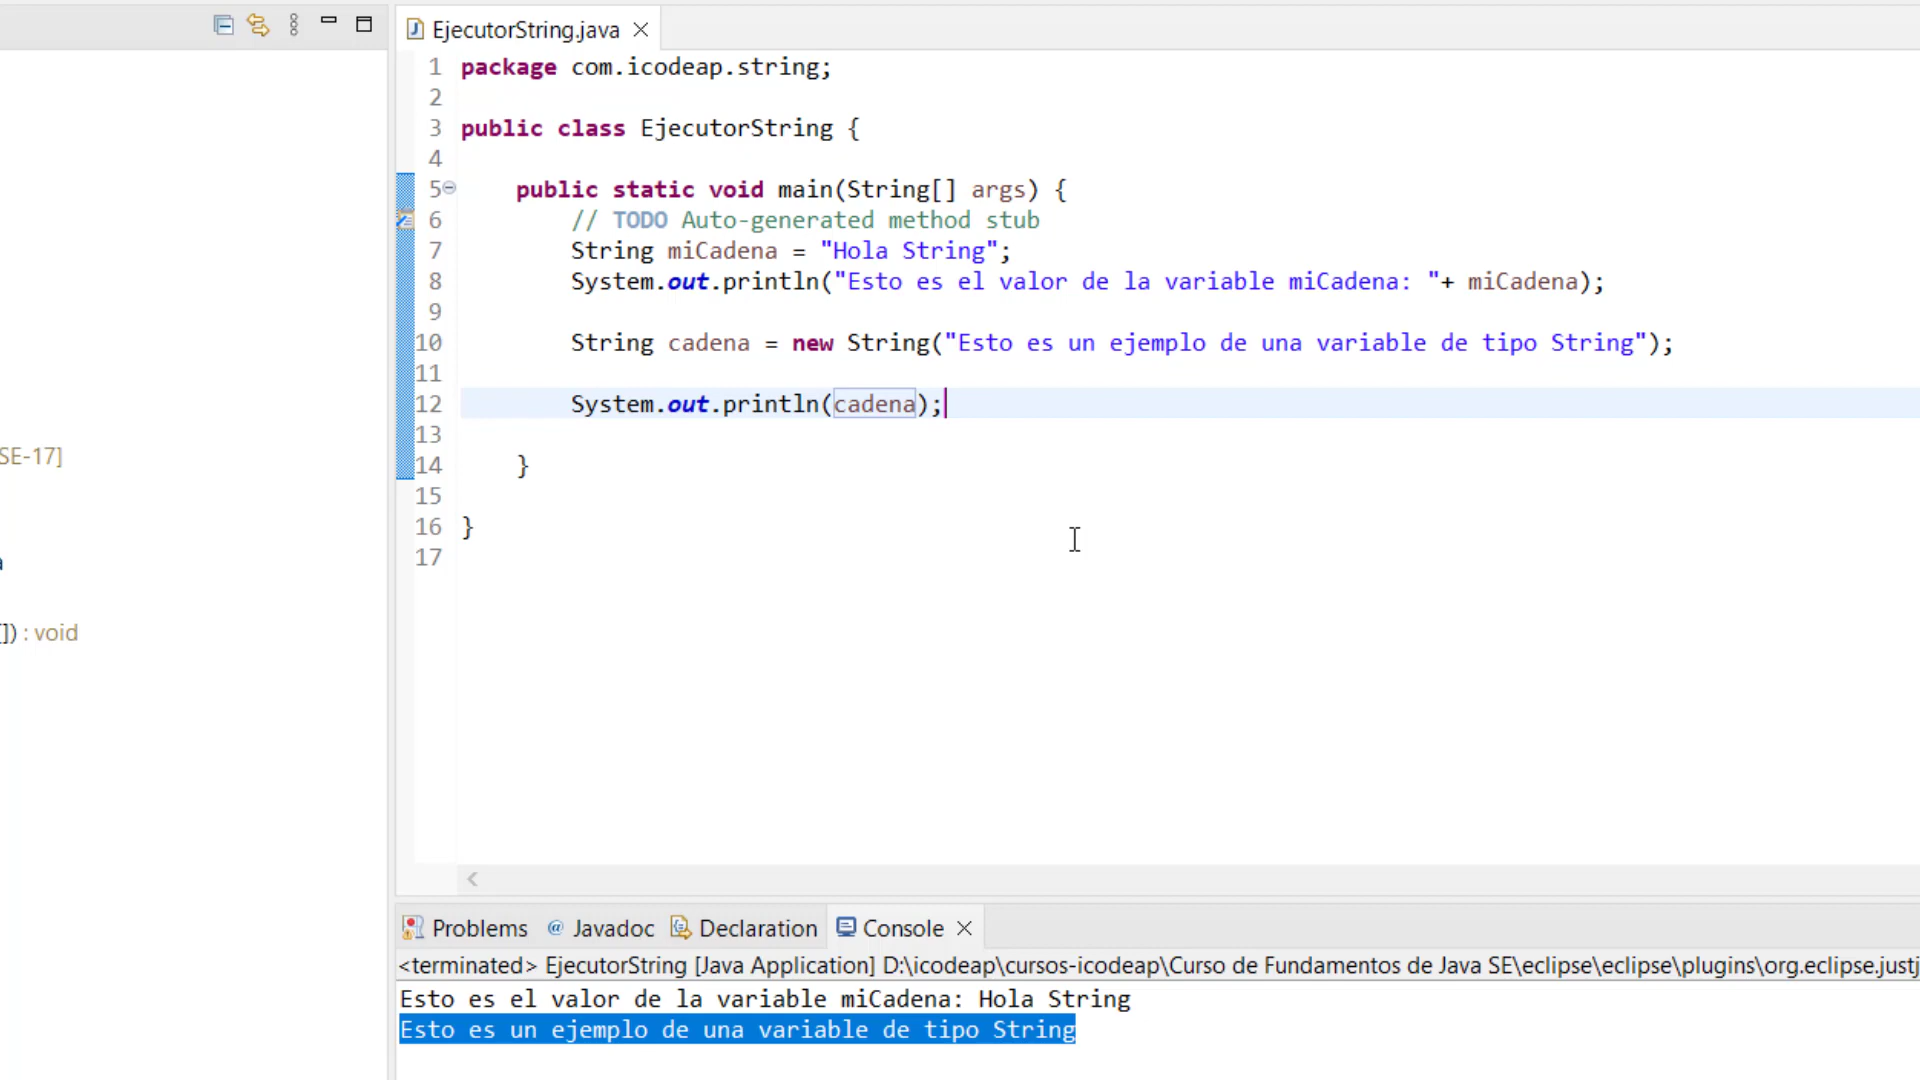 EjecutorString.java
1 package com.icodeap.string;
2
3 public class EjecutorString {
4
5 public static void main(String[] args) {
6 // TODO Auto-generated method stub
7 String miCadena = "Hola String";
8 System.out.println("Esto es el valor de la variable miCadena: "+ miCadena);
9
10 String cadena = new String("Esto es un ejemplo de una variable de tipo String");
11
12 System.out.println(cadena);
13
14 }
15
16 }
17
SE-17]
[]) : void
Problems @ Javadoc Declaration Console
<terminated> EjecutorString [Java Application] D:\icodeap\cursos-icodeap\Curso de Fundamentos de Java SE\eclipse\eclipse\plugins\org.eclipse.justj
Esto es el valor de la variable miCadena: Hola String
Esto es un ejemplo de una variable de tipo String